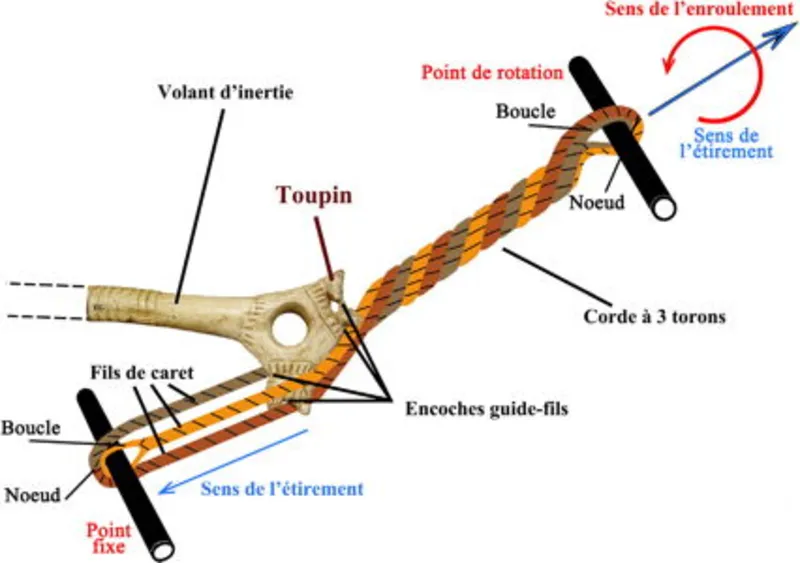 Sens de l'enroulement
Point de rotation
Volant d'inertie
Boucle
Sens de
l'étirement
Toupin
Noeud
Corde à 3 torons
Fils de caret
Encoches guide-fils
Boucle
Sens de l'étirement
Noeud
Point
fixe